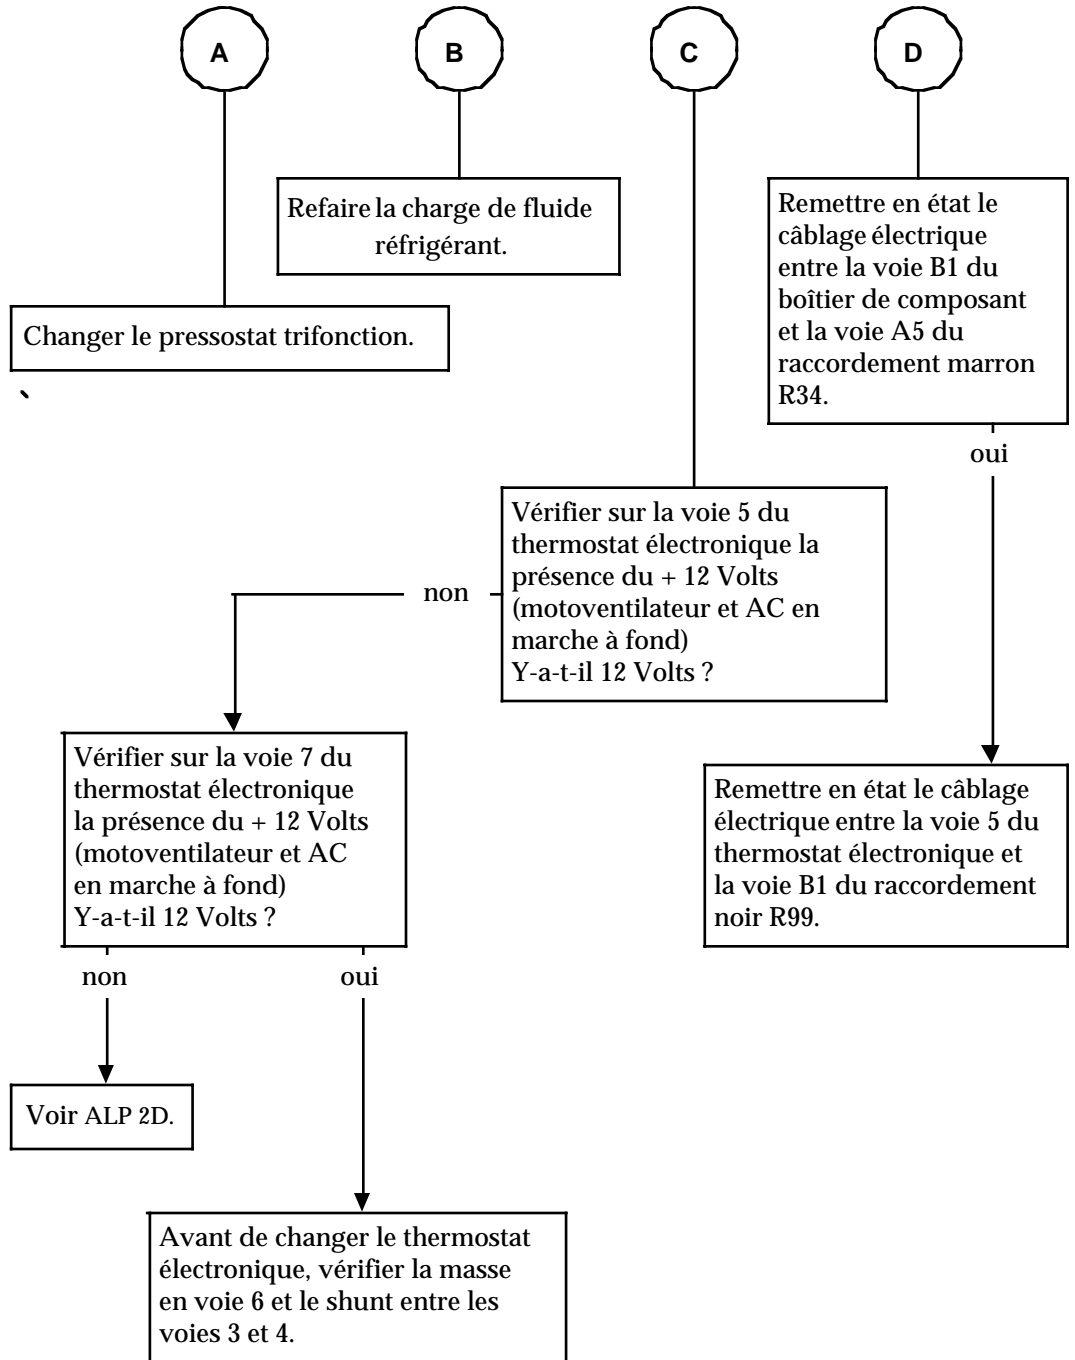 A
B
C
D
Refaire la charge de fluide
réfrigérant.
Remettre en état le
câblage électrique
entre la voie B1 du
boîtier de composant
et la voie A5 du
raccordement marron
R34.
Changer le pressostat trifonction.
oui
Vérifier sur la voie 5 du
thermostat électronique la
présence du + 12 Volts
(motoventilateur et AC en
marche à fond)
Y-a-t-il 12 Volts ?
non
Vérifier sur la voie 7 du
thermostat électronique
la présence du + 12 Volts
(motoventilateur et AC
en marche à fond)
Y-a-t-il 12 Volts ?
Remettre en état le câblage
électrique entre la voie 5 du
thermostat électronique et
la voie B1 du raccordement
noir R99.
non
oui
Voir ALP 2D.
Avant de changer le thermostat
électronique, vérifier la masse
en voie 6 et le shunt entre les
voies 3 et 4.